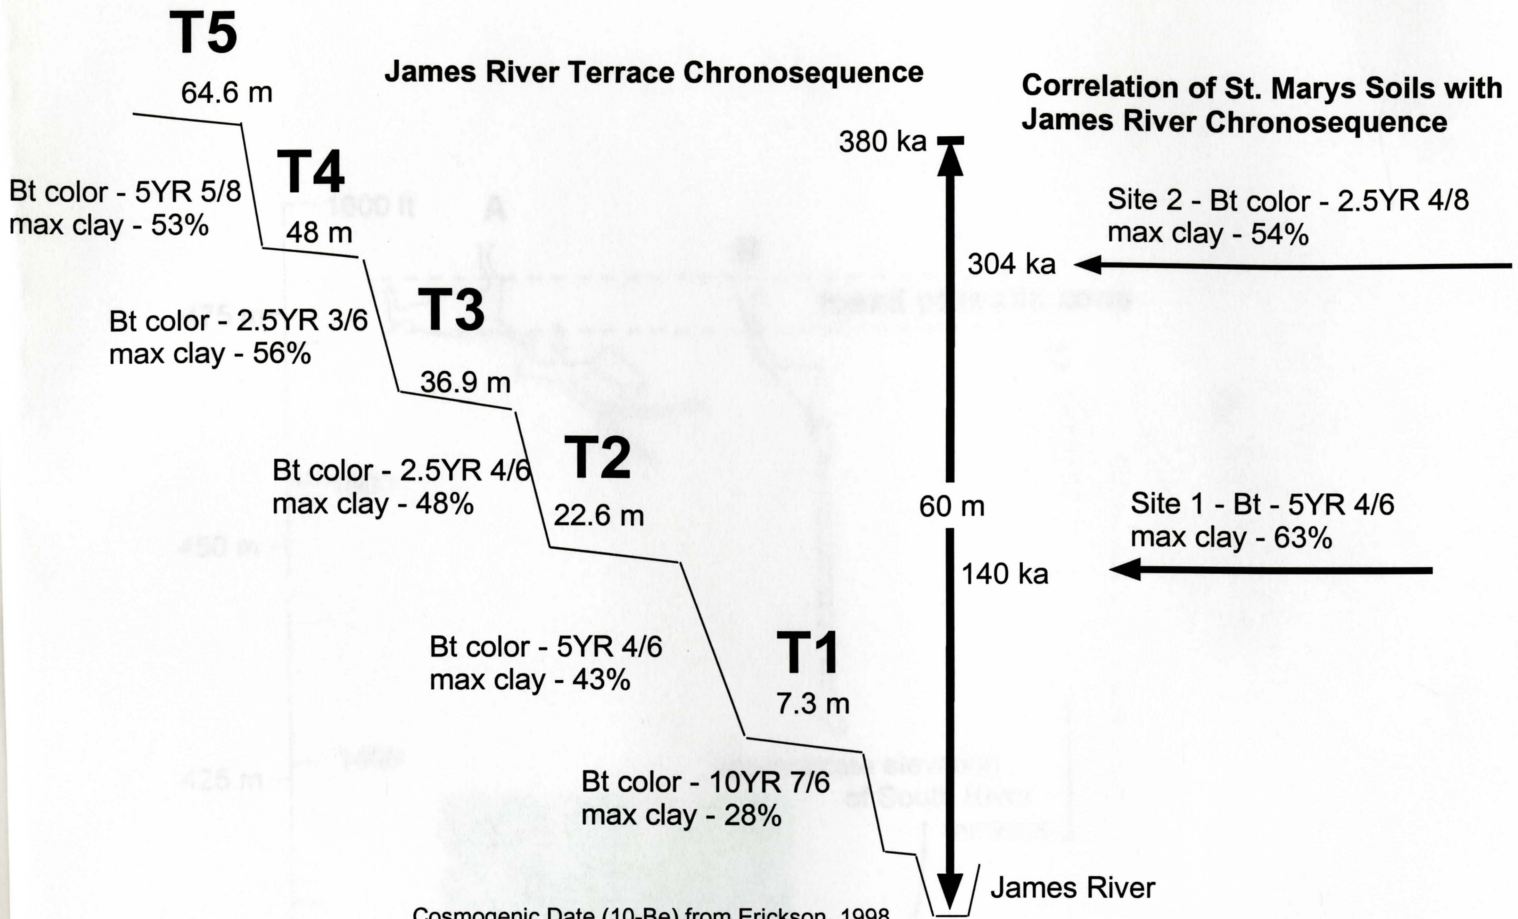 T5
64.6 m
James River Terrace Chronosequence
Correlation of St. Marys Soils with
James River Chronosequence
380 ka
T4
48 m
Bt color - 5YR 5/8
max clay - 53%
Site 2 - Bt color - 2.5YR 4/8
max clay - 54%
304 ka
1600 ft
A
T3
36.9 m
Bt color - 2.5YR 3/6
max clay - 56%
T2
22.6 m
Bt color - 2.5YR 4/6
max clay - 48%
60 m
Site 1 - Bt - 5YR 4/6
max clay - 63%
450 m
140 ka
T1
7.3 m
Bt color - 5YR 4/6
max clay - 43%
425 m
Bt color - 10YR 7/6
max clay - 28%
James River
Cosmogenic Date (10-Be) from Erickson, 1998